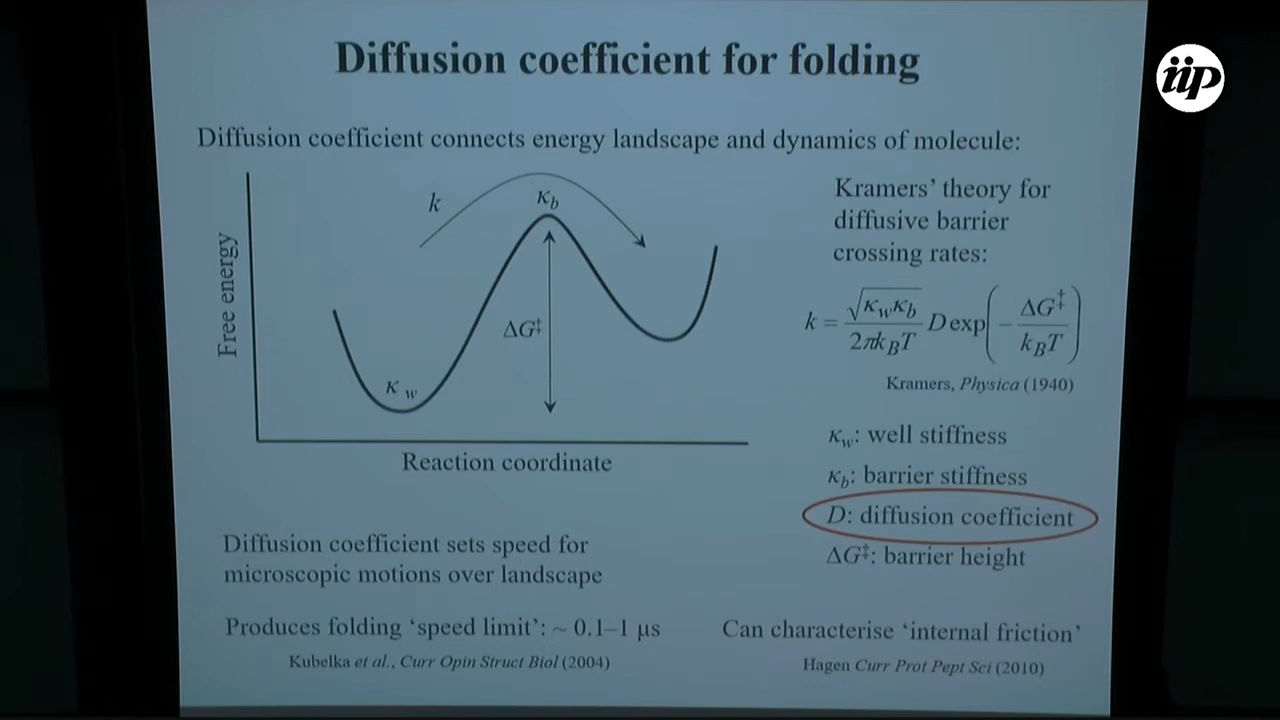 Diffusion coefficient for folding
iip
Diffusion coefficient connects energy landscape and dynamics of molecule:
Free energy
k
κb
ΔG‡
κw
Reaction coordinate
Kramers' theory for
diffusive barrier
crossing rates:
k = √κwκb / 2πkBT D exp(− ΔG‡ / kBT)
Kramers, Physica (1940)
κw: well stiffness
κb: barrier stiffness
D: diffusion coefficient
ΔG‡: barrier height
Diffusion coefficient sets speed for
microscopic motions over landscape
Produces folding 'speed limit': ~ 0.1–1 μs
Kubelka et al., Curr Opin Struct Biol (2004)
Can characterise 'internal friction'
Hagen Curr Prot Pept Sci (2010)